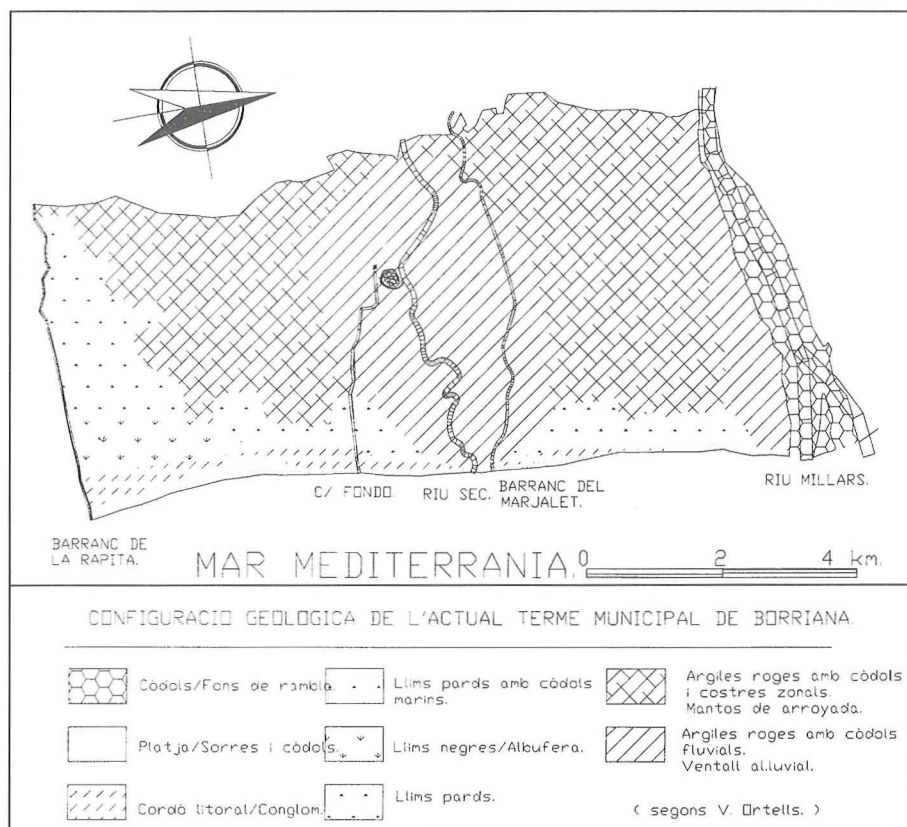 C/ FONDO.
RIU SEC.
BARRANC DEL
MARJALET.
RIU MILLARS.
BARRANC DE
LA RAPITA.
MAR MEDITERRANIA.
0 2 4 km.
CONFIGURACIO GEOLOGICA DE L'ACTUAL TERME MUNICIPAL DE BORRIANA.
Còdols/Fons de rambla.
Llims pards amb còdols
marins.
Argiles roges amb còdols
i costres zonals.
Mantos de arroyada.
Platja/Sorres i còdols.
Llims negres/Albufera.
Argiles roges amb còdols
fluvials.
Ventall al.luvial.
Cordó litoral/Conglom.
Llims pards.
( segons V. Ortells. )